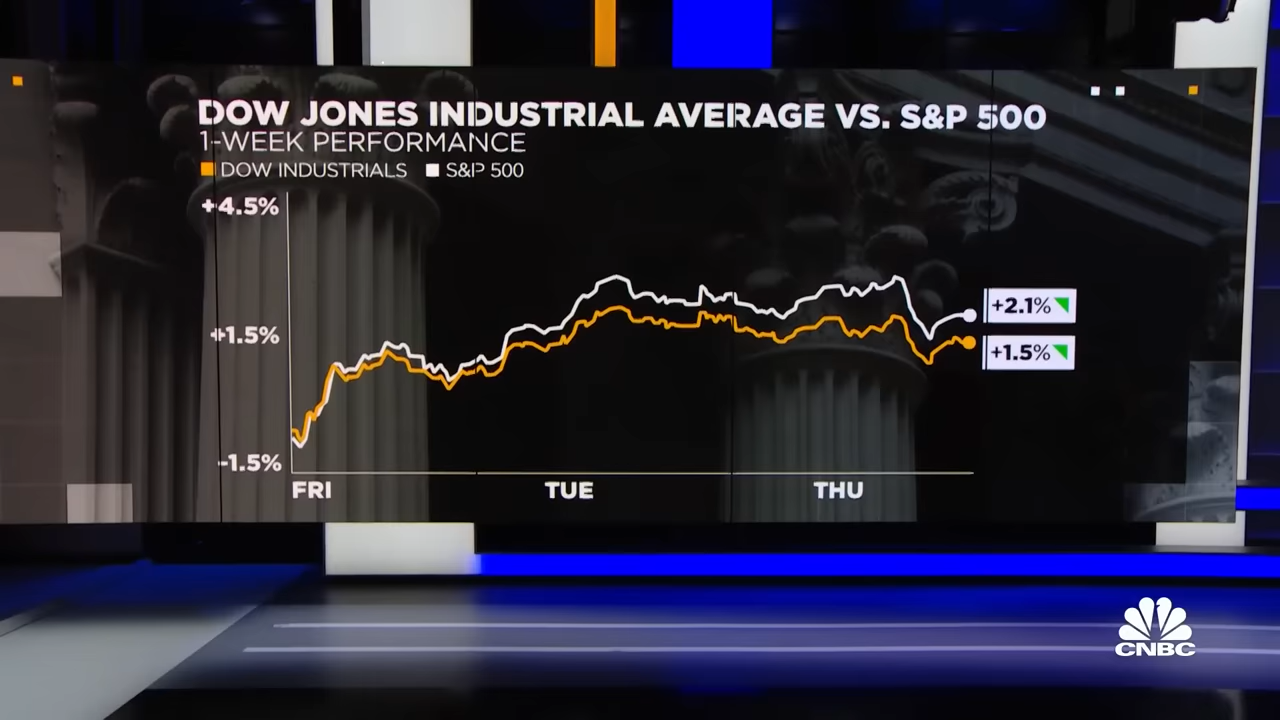 DOW JONES INDUSTRIAL AVERAGE VS. S&P 500
1-WEEK PERFORMANCE
DOW INDUSTRIALS S&P 500
+4.5%
+1.5%
-1.5%
FRI TUE THU
+2.1%
+1.5%
CNBC